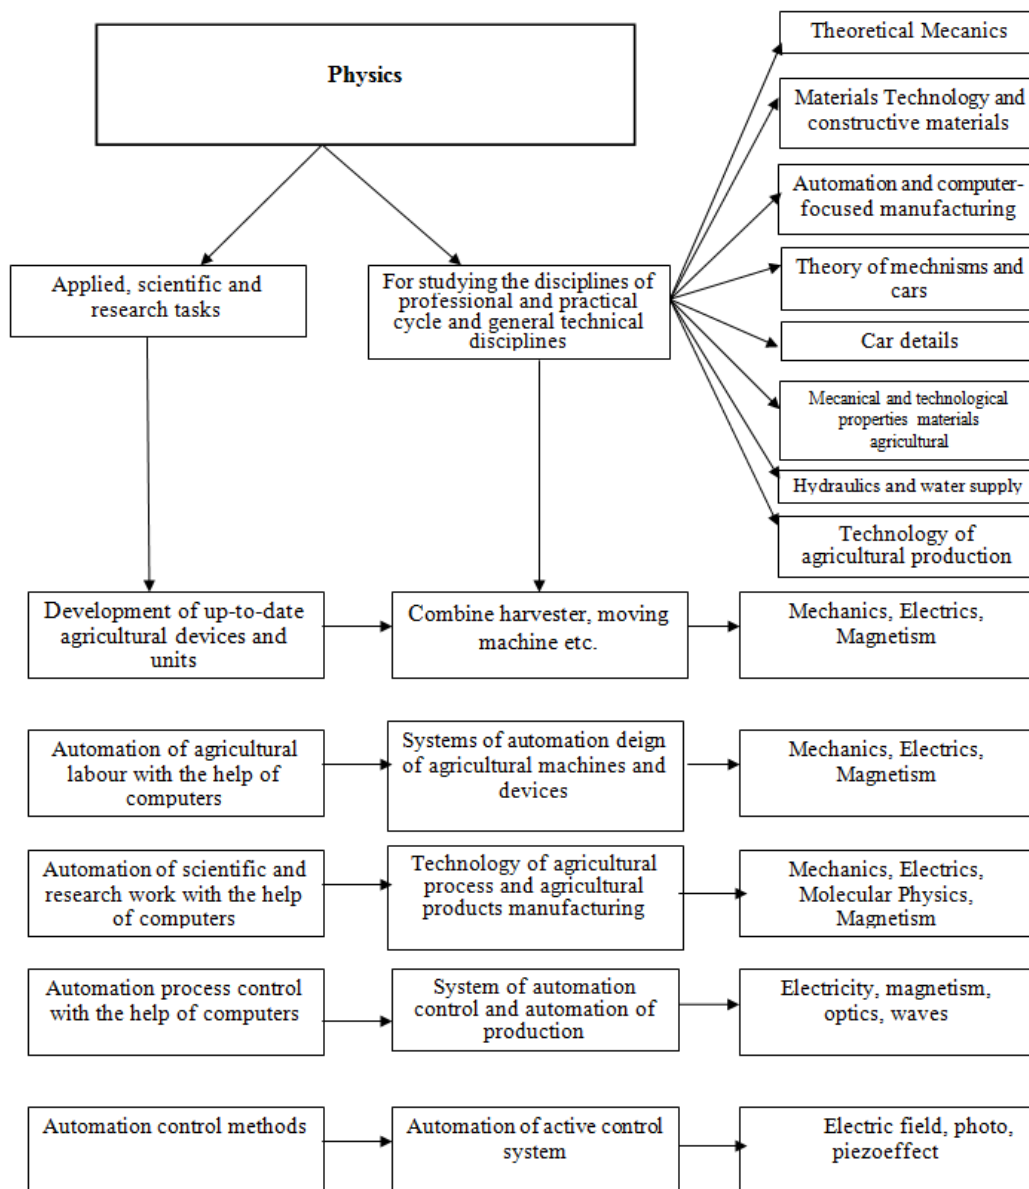 Physics
Theoretical Mecanics
Materials Technology and
constructive materials
Automation and computer-
focused manufacturing
Theory of mechnisms and
cars
Car details
Mecanical and technological
properties materials
agricultural
Hydraulics and water supply
Technology of
agricultural production
Applied, scientific and
research tasks
For studying the disciplines of
professional and practical
cycle and general technical
disciplines
Development of up-to-date
agricultural devices and
units
Combine harvester, moving
machine etc.
Mechanics, Electrics,
Magnetism
Automation of agricultural
labour with the help of
computers
Systems of automation deign
of agricultural machines and
devices
Mechanics, Electrics,
Magnetism
Automation of scientific and
research work with the help
of computers
Technology of agricultural
process and agricultural
products manufacturing
Mechanics, Electrics,
Molecular Physics,
Magnetism
Automation process control
with the help of computers
System of automation
control and automation of
production
Electricity, magnetism,
optics, waves
Automation control methods
Automation of active control
system
Electric field, photo,
piezoeffect